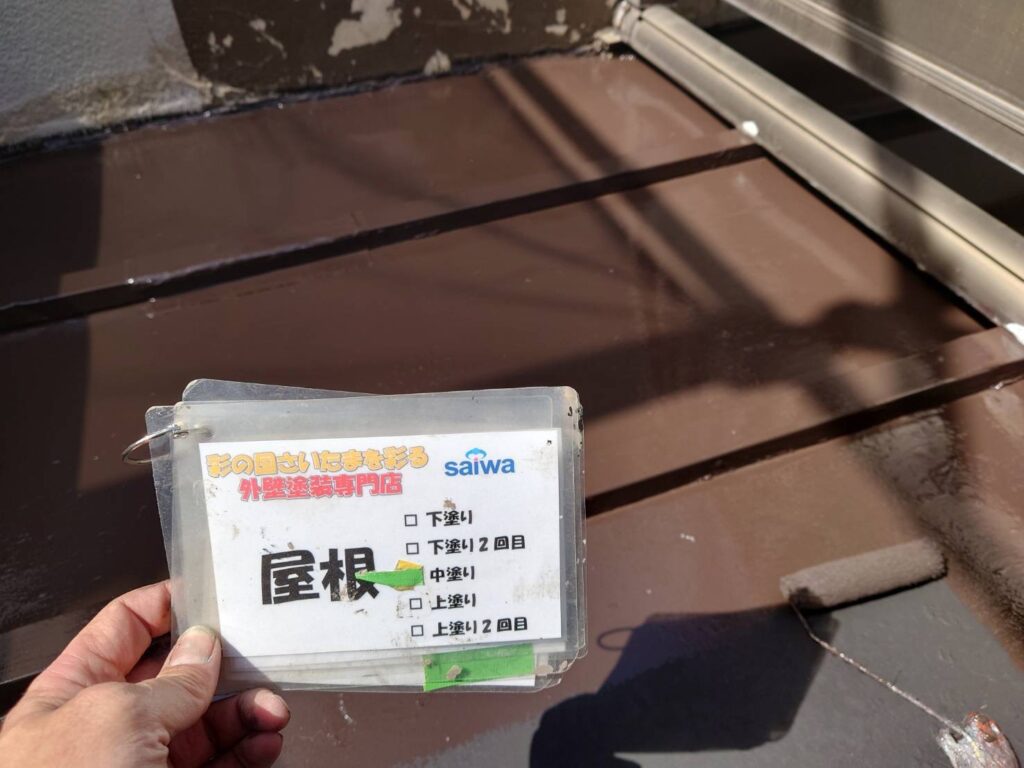 彩の国さいたまを彩る
外壁塗装専門店
saiwa
屋根
□ 下塗り
□ 下塗り2回目
中塗り
□ 上塗り
□ 上塗り2回目